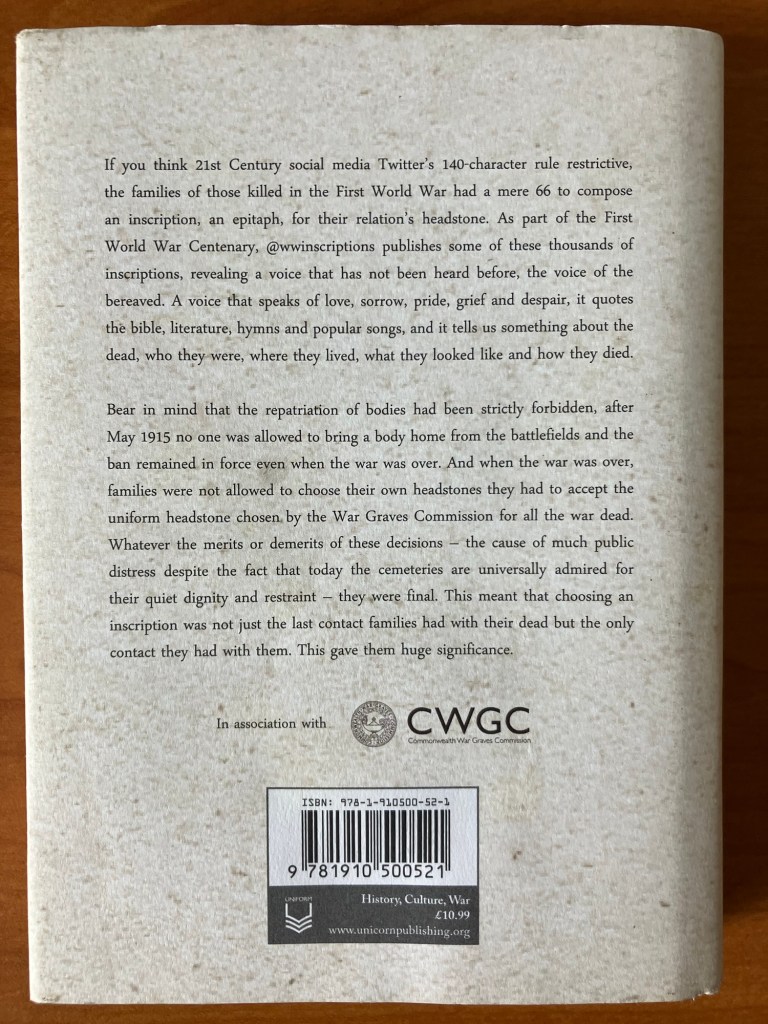 If you think 21st Century social media Twitter's 140-character rule restrictive,
the families of those killed in the First World War had a mere 66 to compose
an inscription, an epitaph, for their relation's headstone. As part of the First
World War Centenary, @wwinscriptions publishes some of these thousands of
inscriptions, revealing a voice that has not been heard before, the voice of the
bereaved. A voice that speaks of love, sorrow, pride, grief and despair, it quotes
the bible, literature, hymns and popular songs, and it tells us something about the
dead, who they were, where they lived, what they looked like and how they died.
Bear in mind that the repatriation of bodies had been strictly forbidden, after
May 1915 no one was allowed to bring a body home from the battlefields and the
ban remained in force even when the war was over. And when the war was over,
families were not allowed to choose their own headstones they had to accept the
uniform headstone chosen by the War Graves Commission for all the war dead.
Whatever the merits or demerits of these decisions – the cause of much public
distress despite the fact that today the cemeteries are universally admired for
their quiet dignity and restraint – they were final. This meant that choosing an
inscription was not just the last contact families had with their dead but the only
contact they had with them. This gave them huge significance.
In association with
CWGC
Commonwealth War Graves Commission
ISBN: 978-1-910500-52-1
9 781910 500521
UNIFORM
History, Culture, War
£10.99
www.unicornpublishing.org